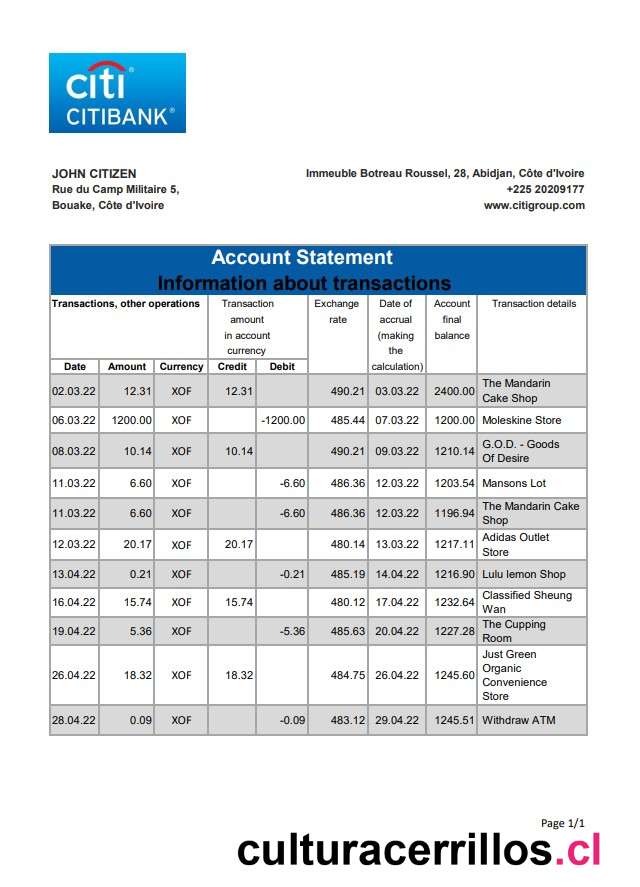 citi®
CITIBANK®
JOHN CITIZEN
Rue du Camp Militaire 5,
Bouake, Côte d'Ivoire
Immeuble Botreau Roussel, 28, Abidjan, Côte d'Ivoire
+225 20209177
www.citigroup.com
Account Statement
Information about transactions
Transactions, other operations
Transaction
amount
in account
currency
Exchange
rate
Date of
accrual
(making
the
calculation)
Account
final
balance
Transaction details
Date Amount Currency Credit Debit
02.03.22 12.31 XOF 12.31 490.21 03.03.22 2400.00 The Mandarin
Cake Shop
06.03.22 1200.00 XOF -1200.00 485.44 07.03.22 1200.00 Moleskine Store
08.03.22 10.14 XOF 10.14 490.21 09.03.22 1210.14 G.O.D. - Goods
Of Desire
11.03.22 6.60 XOF -6.60 486.36 12.03.22 1203.54 Mansons Lot
11.03.22 6.60 XOF -6.60 486.36 12.03.22 1196.94 The Mandarin Cake
Shop
12.03.22 20.17 XOF 20.17 480.14 13.03.22 1217.11 Adidas Outlet
Store
13.04.22 0.21 XOF -0.21 485.19 14.04.22 1216.90 Lulu lemon Shop
16.04.22 15.74 XOF 15.74 480.12 17.04.22 1232.64 Classified Sheung
Wan
19.04.22 5.36 XOF -5.36 485.63 20.04.22 1227.28 The Cupping
Room
26.04.22 18.32 XOF 18.32 484.75 26.04.22 1245.60 Just Green
Organic
Convenience
Store
28.04.22 0.09 XOF -0.09 483.12 29.04.22 1245.51 Withdraw ATM
Page 1/1
culturacerrillos.cl